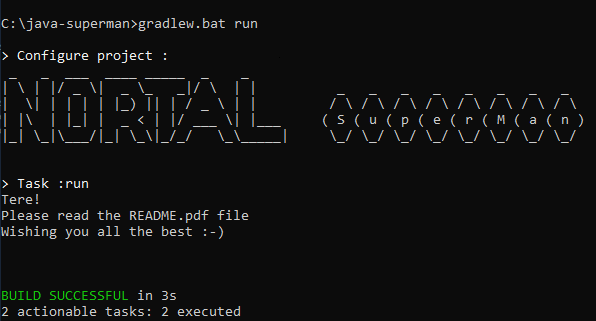 C:\java-superman>gradlew.bat run
> Configure project :
NORTAL
( S ( u ( p ( e ( r ( M ( a ( n )
> Task :run
Tere!
Please read the README.pdf file
Wishing you all the best :-)
BUILD SUCCESSFUL in 3s
2 actionable tasks: 2 executed